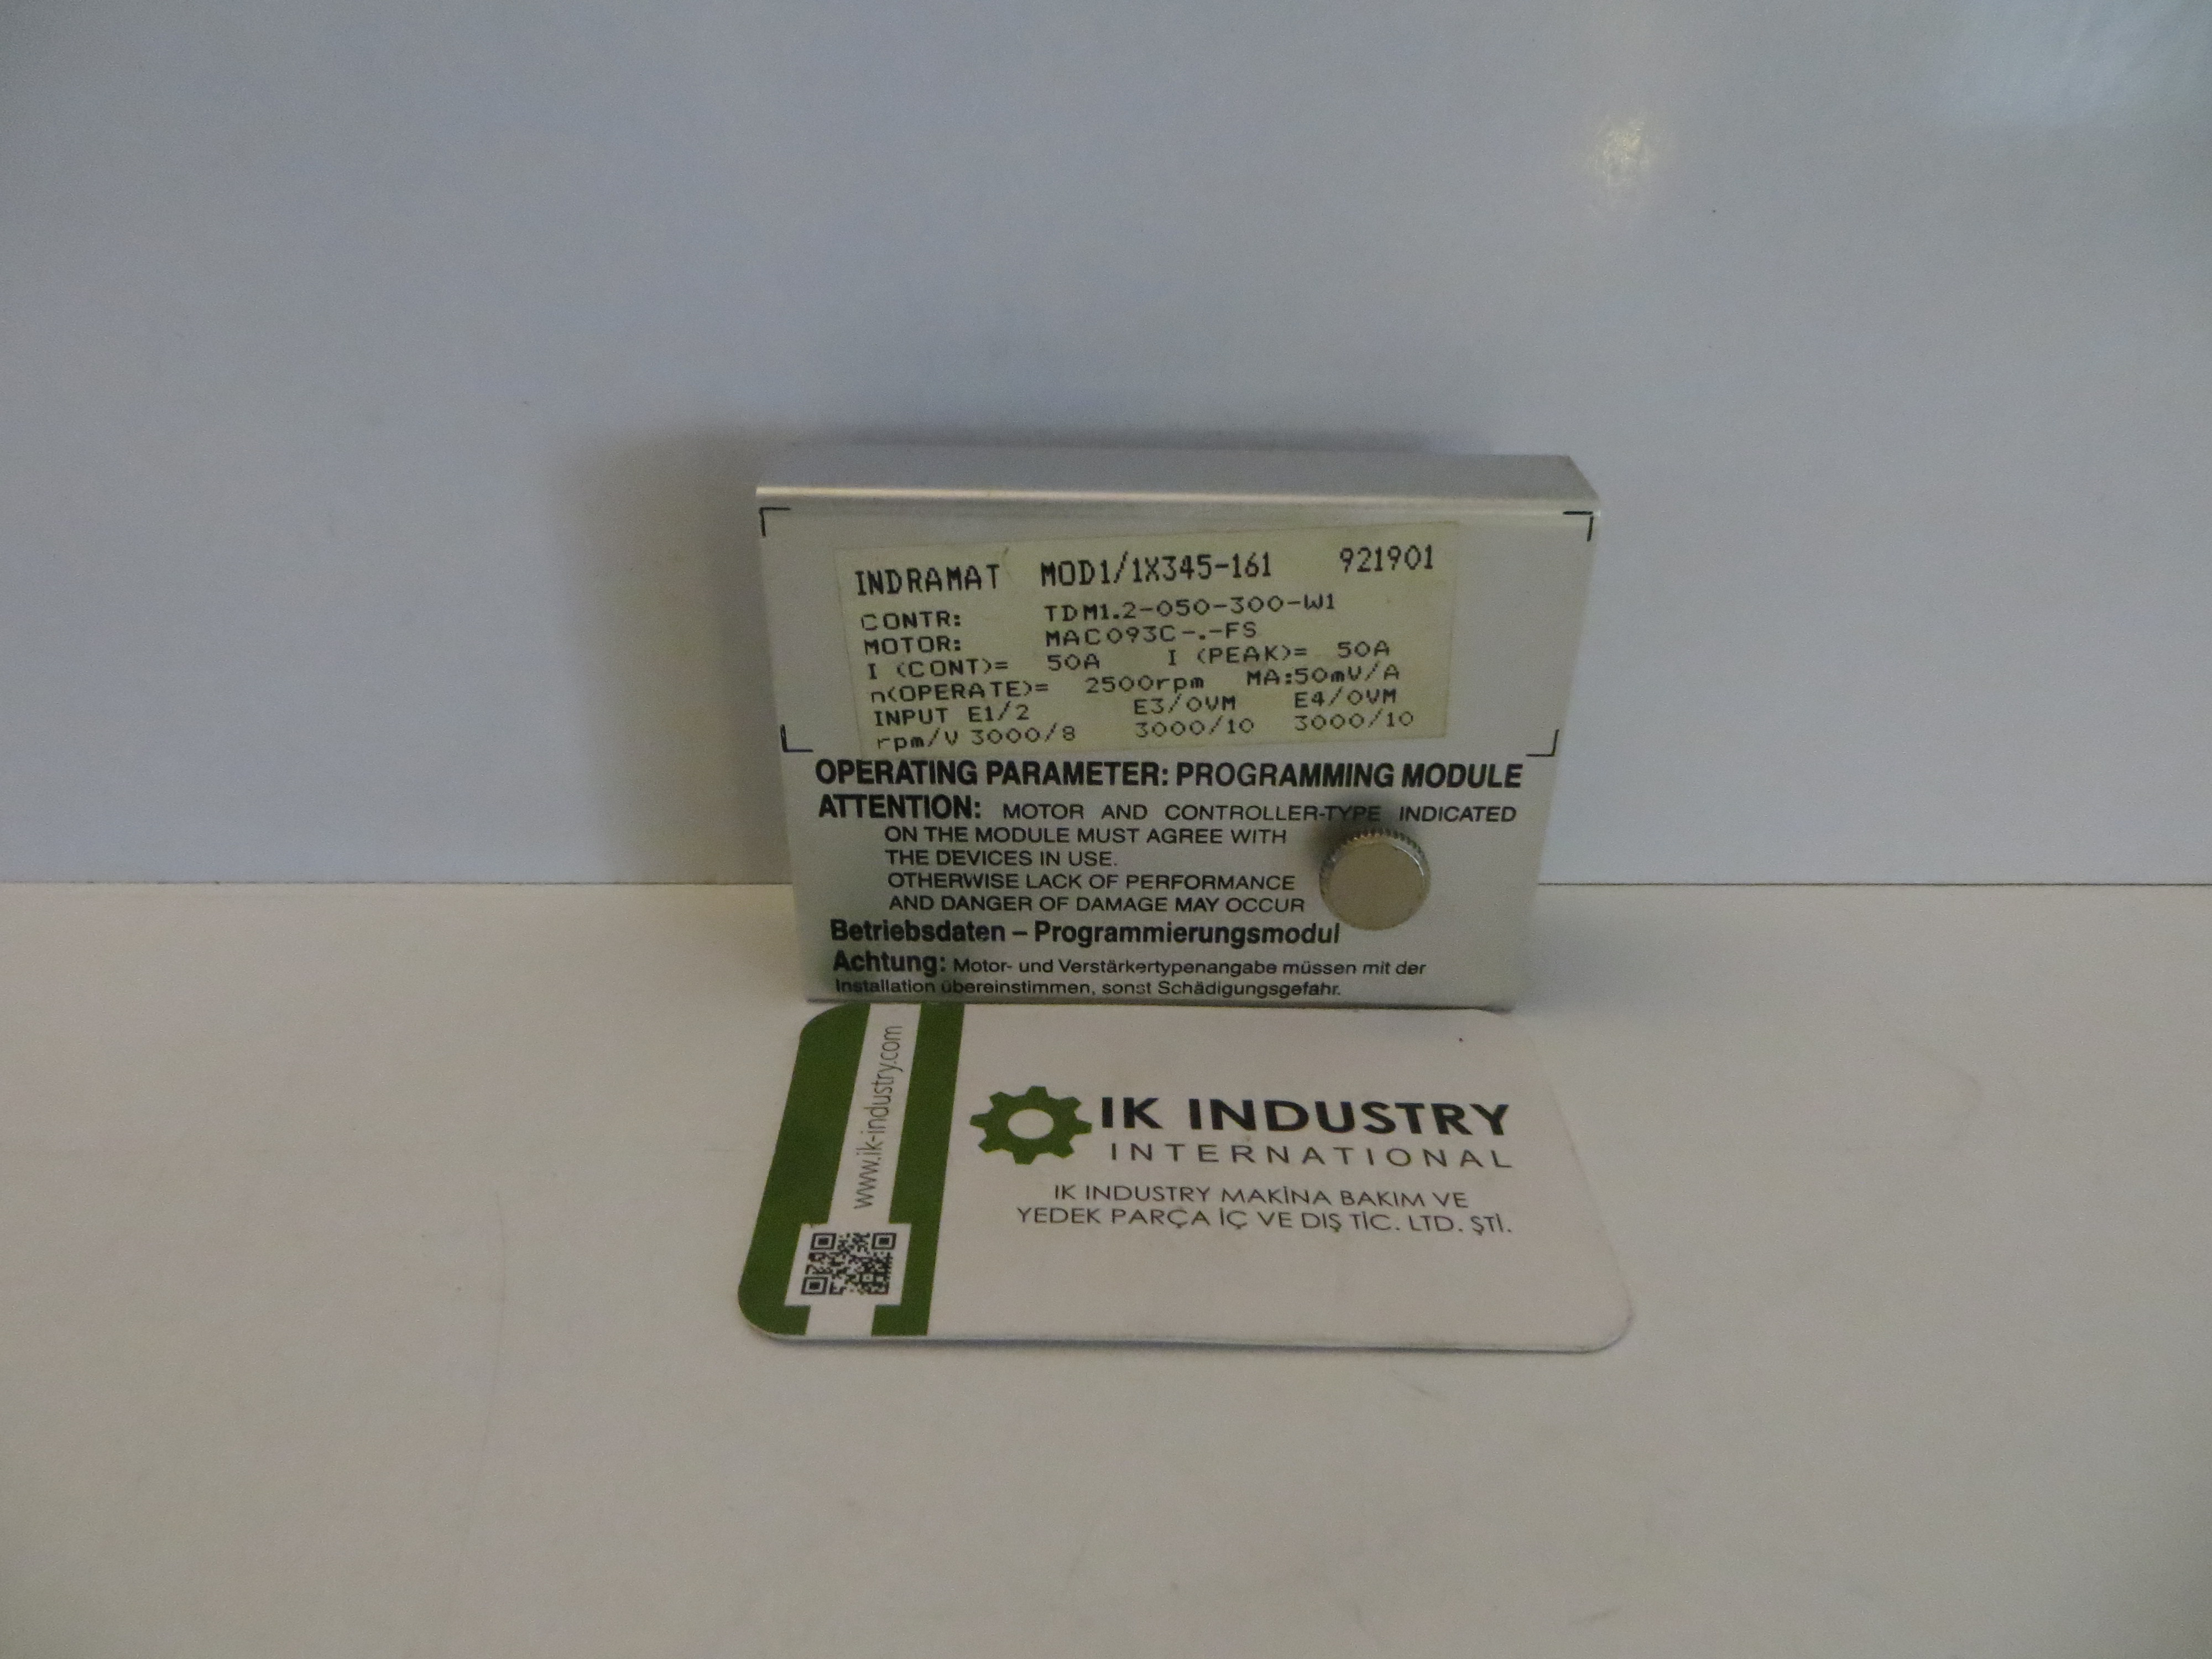 INDRAMAT MOD1/1X345-161 921901
CONTR: TDM1.2-050-300-W1
MOTOR: MAC093C-.-FS
I (CONT)= 50A I (PEAK)= 50A
n(OPERATE)= 2500rpm MA:50mV/A
INPUT E1/2 E3/OVM E4/OVM
rpm/V 3000/8 3000/10 3000/10
OPERATING PARAMETER: PROGRAMMING MODULE
ATTENTION: MOTOR AND CONTROLLER-TYPE INDICATED
ON THE MODULE MUST AGREE WITH
THE DEVICES IN USE.
OTHERWISE LACK OF PERFORMANCE
AND DANGER OF DAMAGE MAY OCCUR
Betriebsdaten – Programmierungsmodul
Achtung: Motor- und Verstärkertypenangabe müssen mit der
Installation übereinstimmen, sonst Schädigungsgefahr.
www.ik-industry.com
IK INDUSTRY
INTERNATIONAL
IK INDUSTRY MAKİNA BAKIM VE
YEDEK PARÇA İÇ VE DIŞ TİC. LTD. ŞTİ.